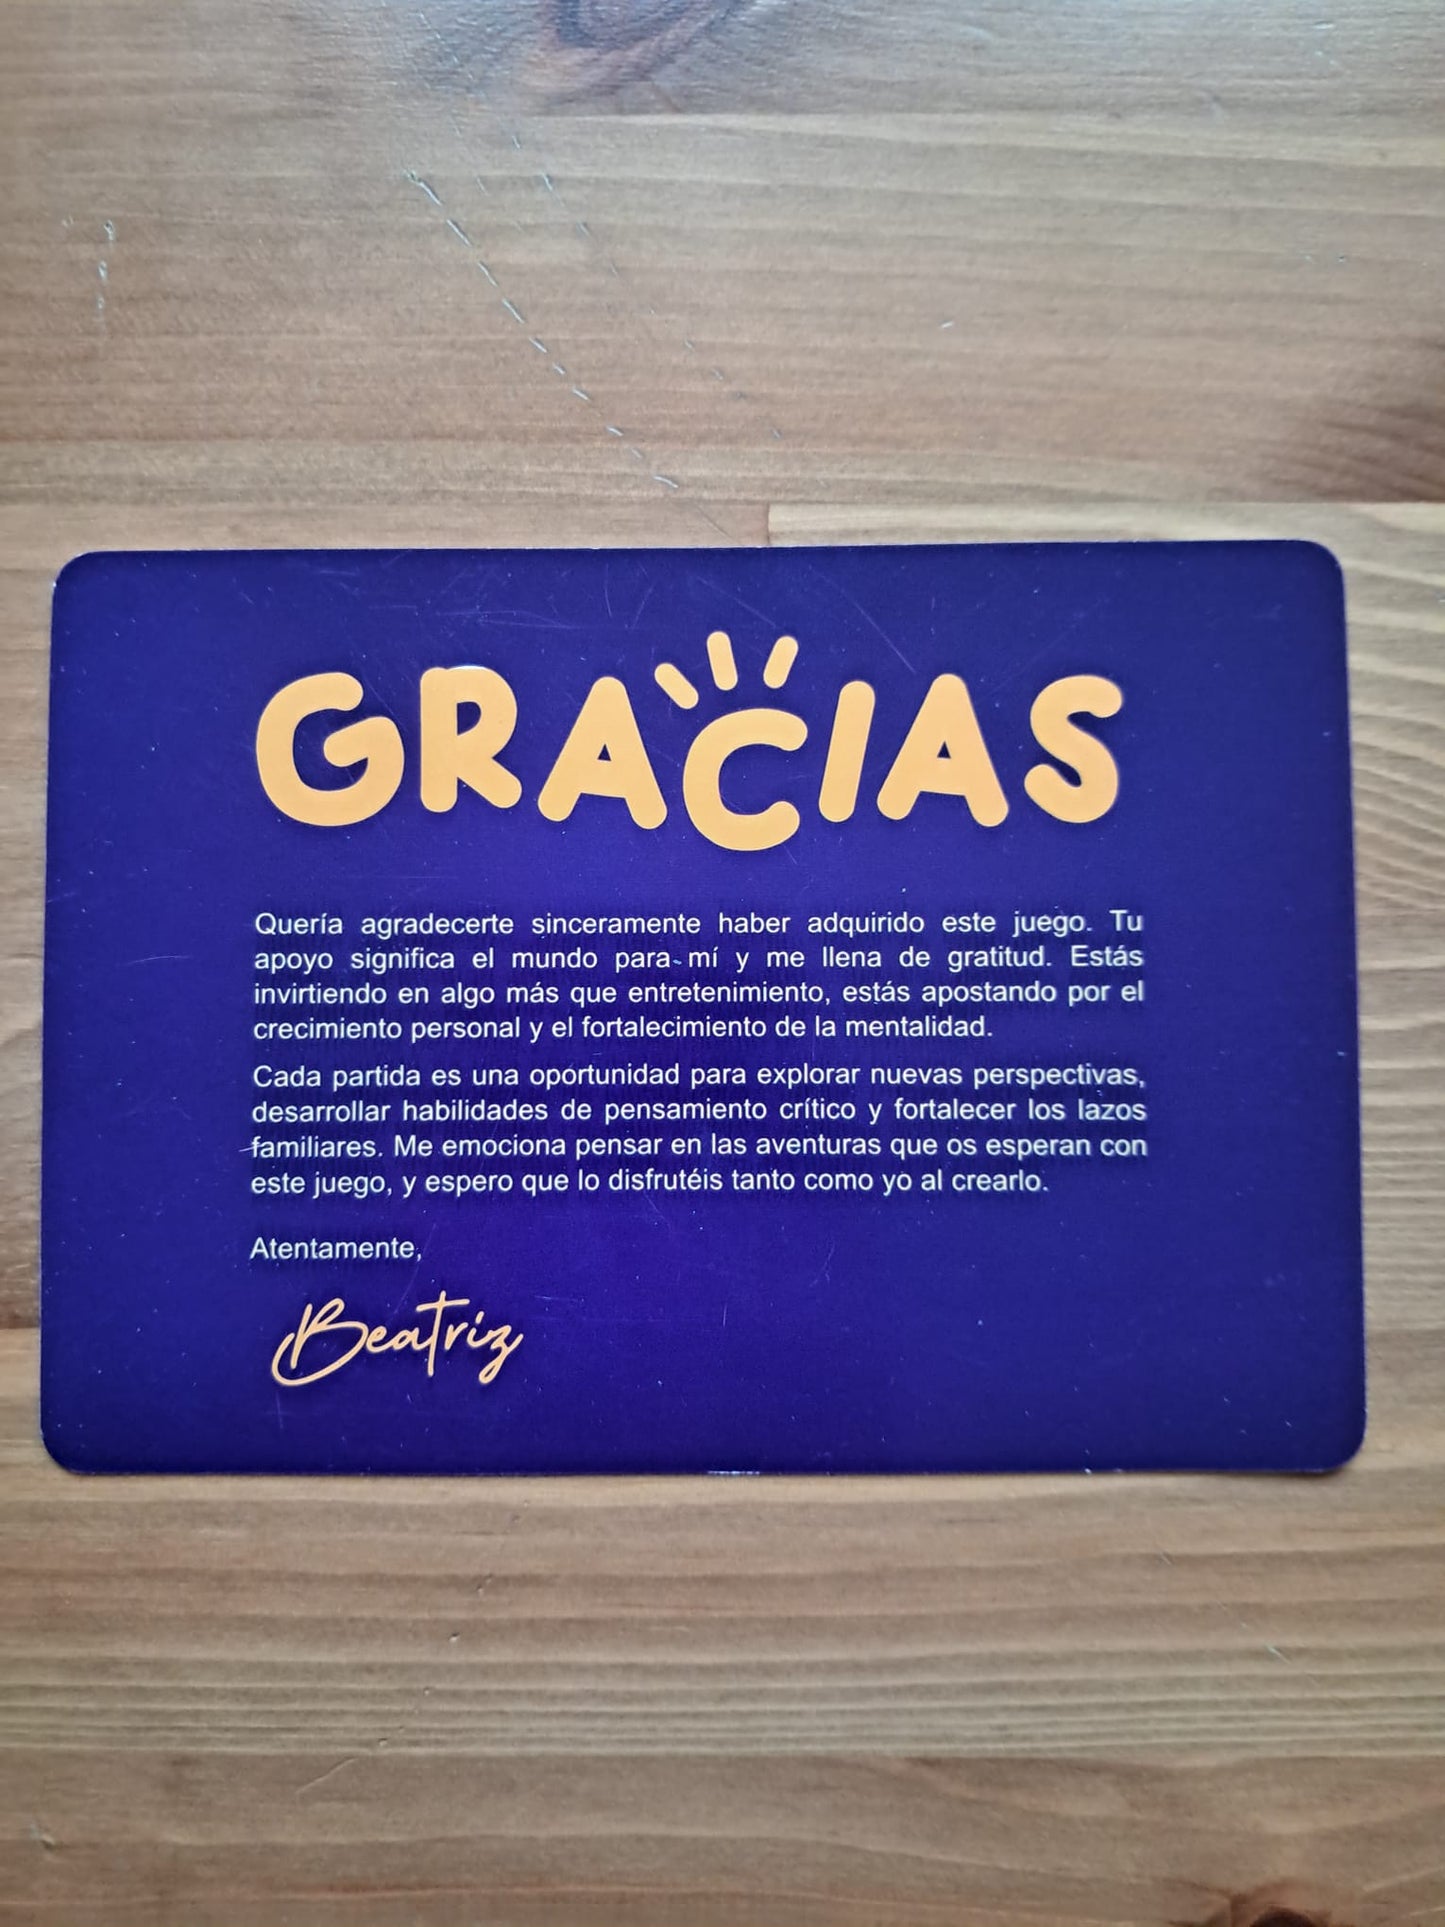 GRACIAS
Quería agradecerte sinceramente haber adquirido este juego. Tu
apoyo significa el mundo para mí y me llena de gratitud. Estás
invirtiendo en algo más que entretenimiento, estás apostando por el
crecimiento personal y el fortalecimiento de la mentalidad.
Cada partida es una oportunidad para explorar nuevas perspectivas,
desarrollar habilidades de pensamiento crítico y fortalecer los lazos
familiares. Me emociona pensar en las aventuras que os esperan con
este juego, y espero que lo disfrutéis tanto como yo al crearlo.
Atentamente,
Beatriz